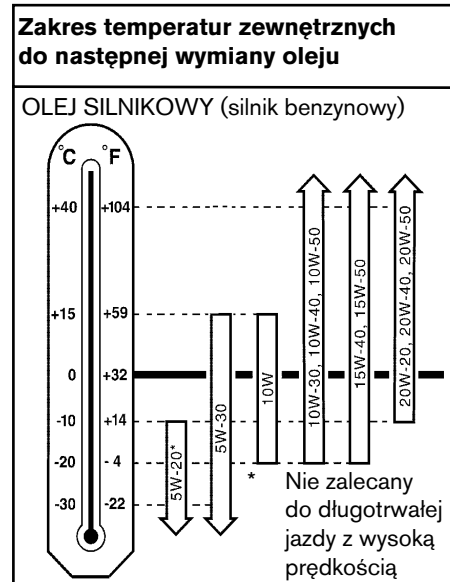 Zakres temperatur zewnętrznych
do następnej wymiany oleju
OLEJ SILNIKOWY (silnik benzynowy)
°C °F
+40 +104
+15 +59
0 +32
-10 +14
-20 -4
-30 -22
5W-20*
5W-30
10W
10W-30, 10W-40, 10W-50
15W-40, 15W-50
20W-20, 20W-40, 20W-50
* Nie zalecany
do długotrwałej
jazdy z wysoką
prędkością